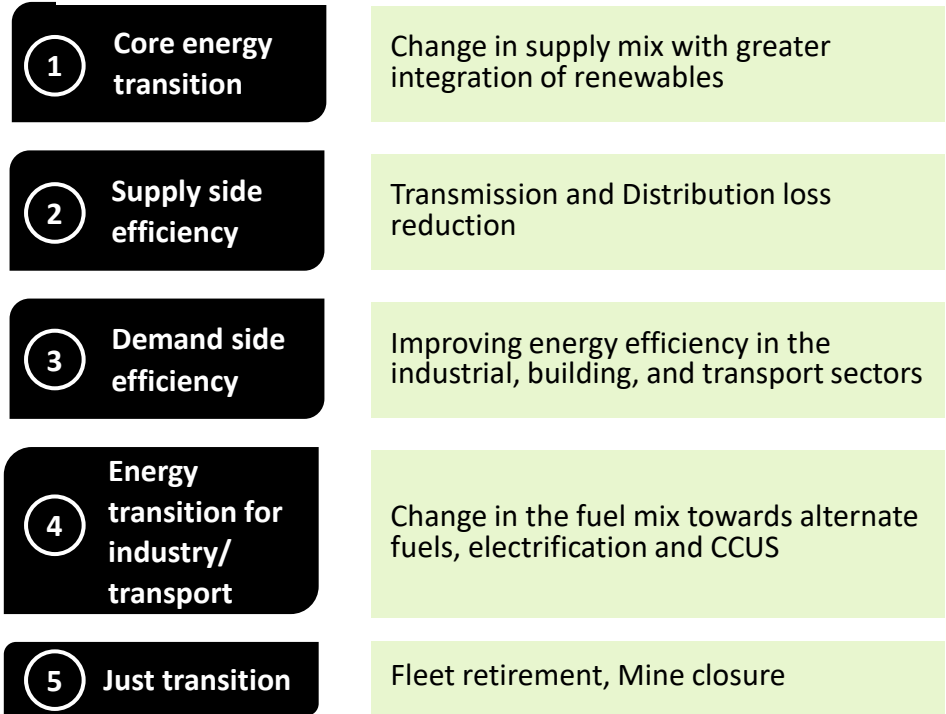 1
Core energy
transition
Change in supply mix with greater
integration of renewables
2
Supply side
efficiency
Transmission and Distribution loss
reduction
3
Demand side
efficiency
Improving energy efficiency in the
industrial, building, and transport sectors
4
Energy
transition for
industry/
transport
Change in the fuel mix towards alternate
fuels, electrification and CCUS
5
Just transition
Fleet retirement, Mine closure